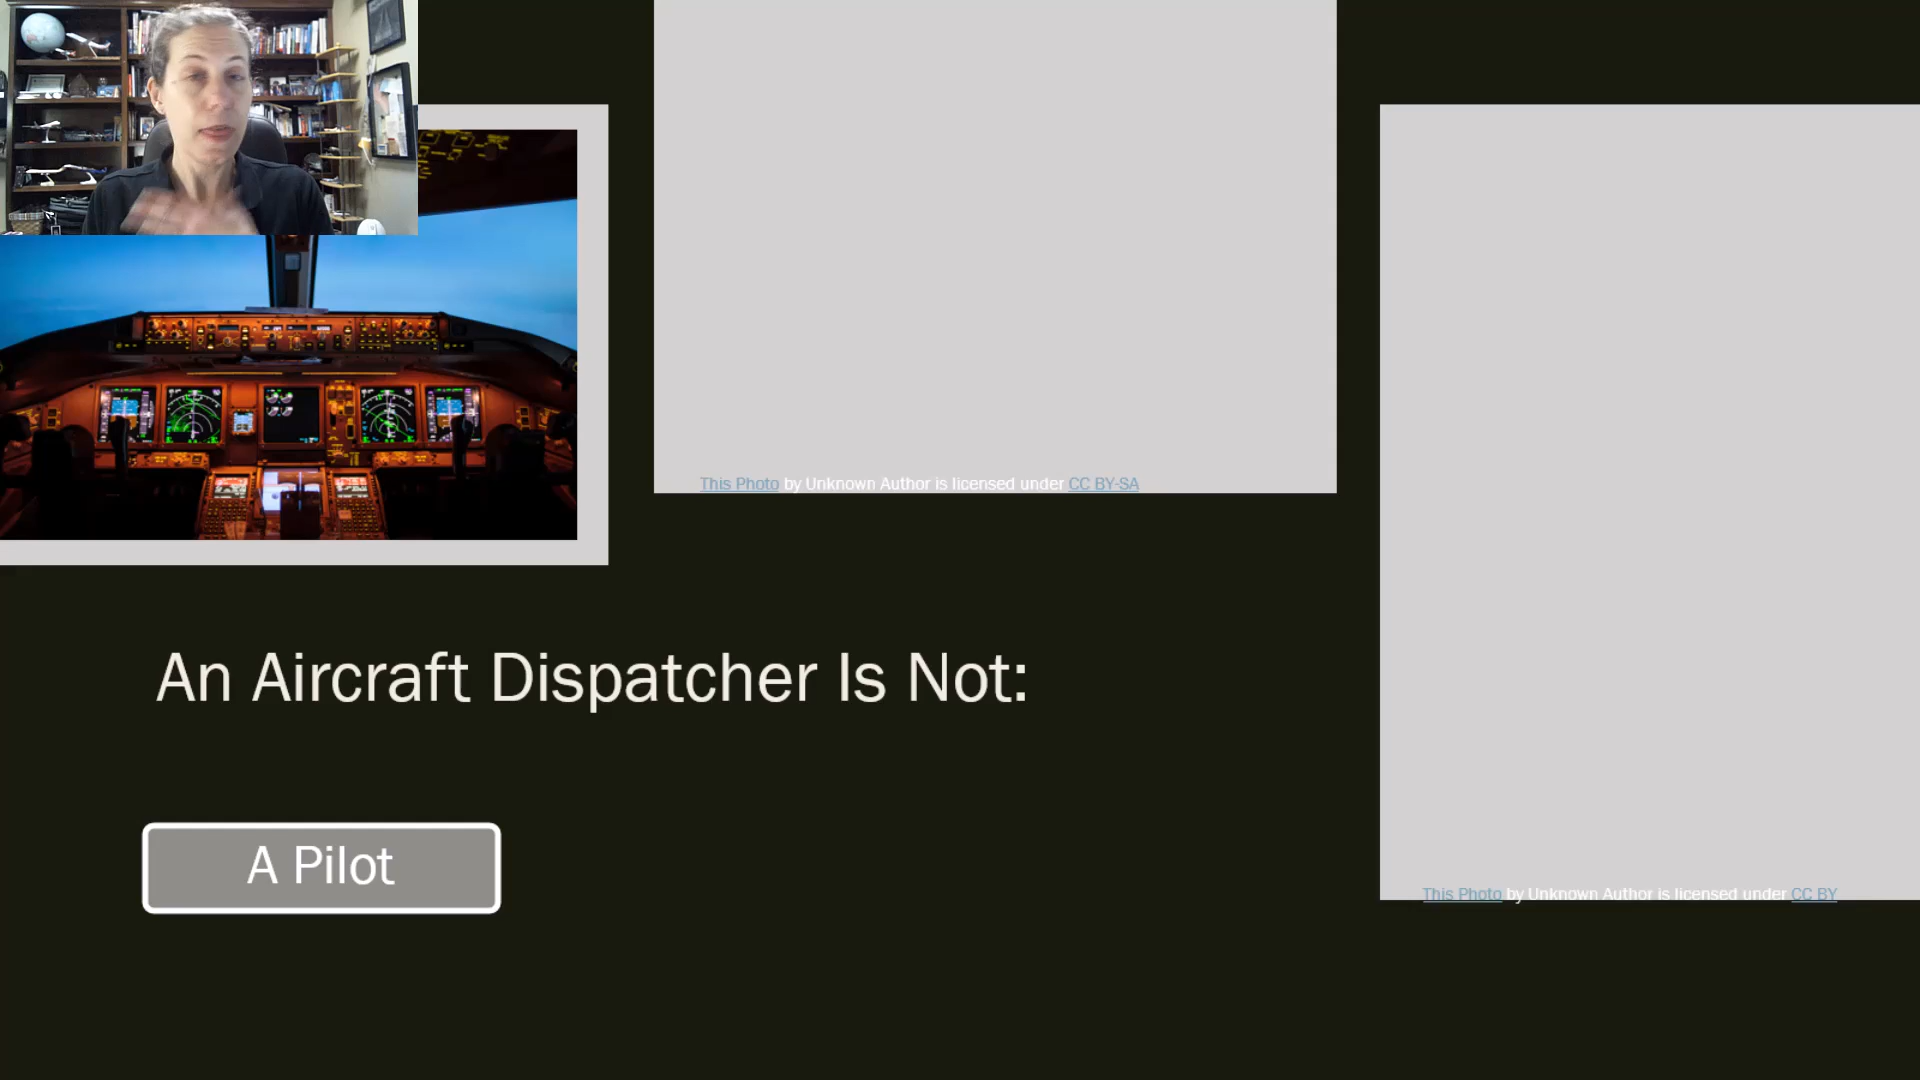 This Photo by Unknown Author is licensed under CC BY-SA
An Aircraft Dispatcher Is Not:
A Pilot
This Photo by Unknown Author is licensed under CC BY